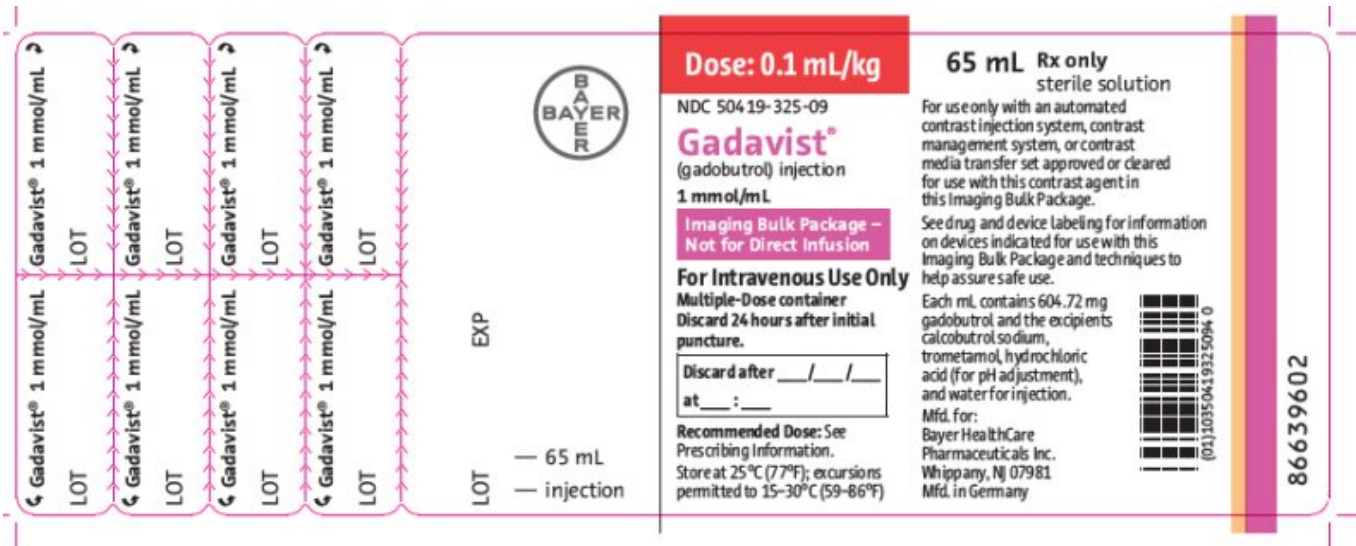 Gadavist® 1 mmol/mL
LOT
Gadavist® 1 mmol/mL
LOT
Gadavist® 1 mmol/mL
LOT
Gadavist® 1 mmol/mL
LOT
Gadavist® 1 mmol/mL
LOT
Gadavist® 1 mmol/mL
LOT
Gadavist® 1 mmol/mL
LOT
Gadavist® 1 mmol/mL
LOT
BAYER
BAYER
LOT
EXP
— 65 mL
— injection
Dose: 0.1 mL/kg
NDC 50419-325-09
Gadavist®
(gadobutrol) injection
1 mmol/mL
Imaging Bulk Package –
Not for Direct Infusion
For Intravenous Use Only
Multiple-Dose container
Discard 24 hours after initial
puncture.
Discard after ___/___/___
at___:___
Recommended Dose: See
Prescribing Information.
Store at 25°C (77°F); excursions
permitted to 15–30°C (59–86°F)
65 mL Rx only
sterile solution
For use only with an automated
contrast injection system, contrast
management system, or contrast
media transfer set approved or cleared
for use with this contrast agent in
this Imaging Bulk Package.
See drug and device labeling for information
on devices indicated for use with this
Imaging Bulk Package and techniques to
help assure safe use.
Each mL contains 604.72 mg
gadobutrol and the excipients
calcobutrol sodium,
trometamol, hydrochloric
acid (for pH adjustment),
and water for injection.
Mfd. for:
Bayer HealthCare
Pharmaceuticals Inc.
Whippany, NJ 07981
Mfd. in Germany
(01)10350419325094 0
86639602